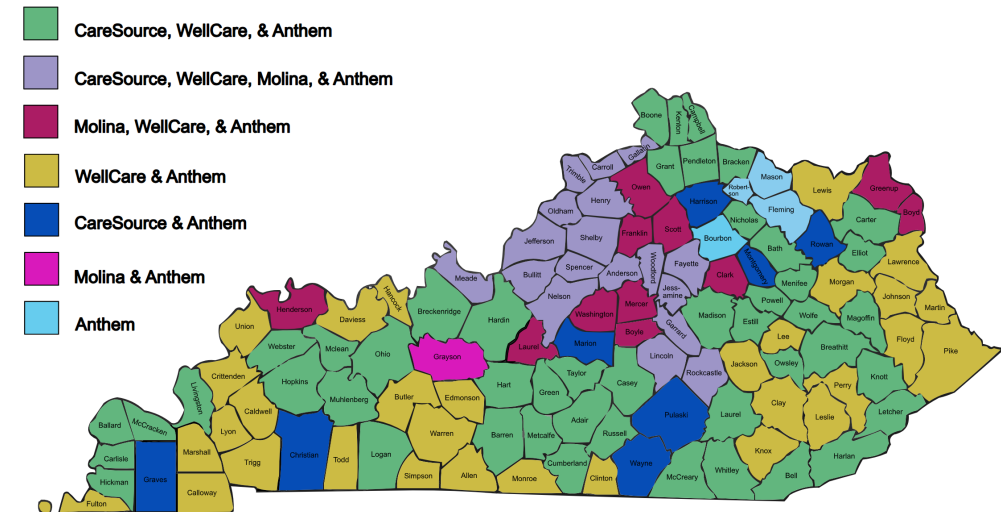 CareSource, WellCare, & Anthem
CareSource, WellCare, Molina, & Anthem
Molina, WellCare, & Anthem
WellCare & Anthem
CareSource & Anthem
Molina & Anthem
Anthem
Boone
Kenton
Campbell
Gallatin
Carroll
Trimble
Grant
Pendleton
Bracken
Mason
Robert-
son
Lewis
Greenup
Boyd
Owen
Henry
Oldham
Harrison
Fleming
Nicholas
Carter
Jefferson
Shelby
Franklin
Scott
Bourbon
Rowan
Elliot
Lawrence
Bath
Montgomery
Meade
Bullitt
Spencer
Anderson
Woodford
Fayette
Clark
Menifee
Morgan
Johnson
Martin
Nelson
Jess-
amine
Powell
Wolfe
Magoffin
Hancock
Henderson
Daviess
Union
Breckenridge
Hardin
Washington
Mercer
Boyle
Garrard
Madison
Estill
Lee
Breathitt
Floyd
Pike
Webster
Mclean
Ohio
Grayson
Laurel
Marion
Lincoln
Rockcastle
Jackson
Owsley
Knott
Perry
Crittenden
Hopkins
Muhlenberg
Butler
Edmonson
Hart
Green
Taylor
Casey
Pulaski
Laurel
Clay
Leslie
Letcher
Livingston
Caldwell
Lyon
Warren
Barren
Metcalfe
Adair
Russell
Knox
Harlan
Ballard
McCracken
Marshall
Trigg
Christian
Todd
Logan
Simpson
Allen
Monroe
Cumberland
Clinton
Wayne
McCreary
Whitley
Bell
Carlisle
Hickman
Graves
Calloway
Fulton